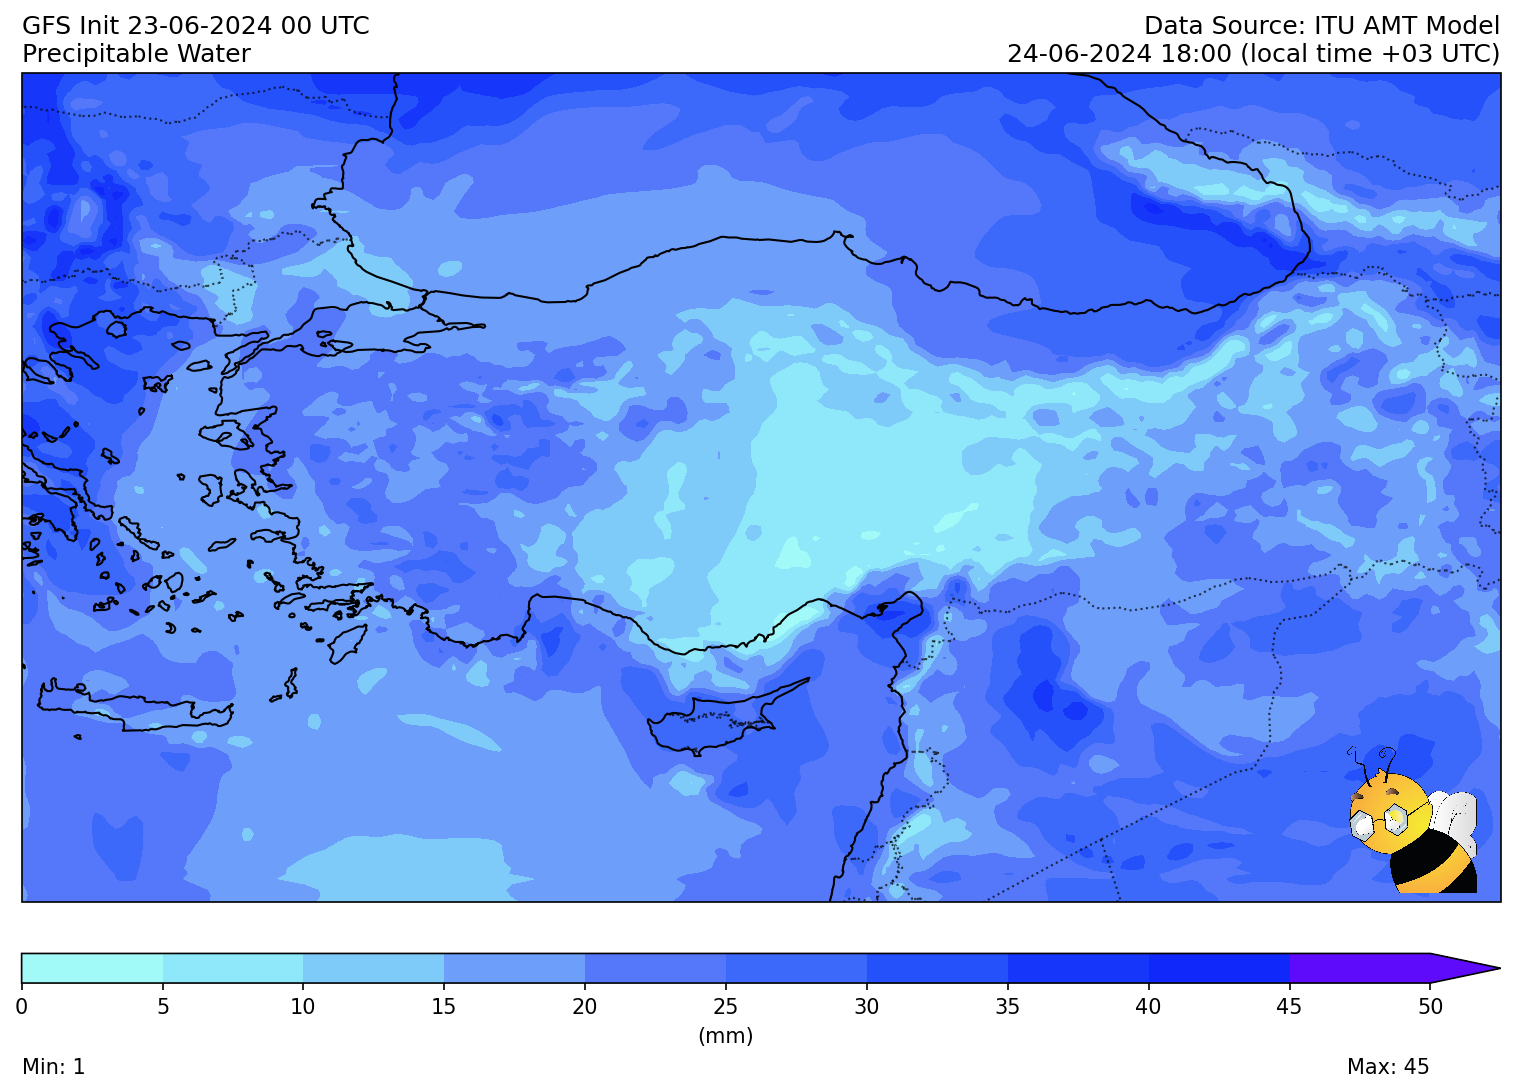 GFS Init 23-06-2024 00 UTC
Data Source: ITU AMT Model
Precipitable Water
24-06-2024 18:00 (local time +03 UTC)
0 5 10 15 20 25 30 35 40 45 50
(mm)
Min: 1
Max: 45